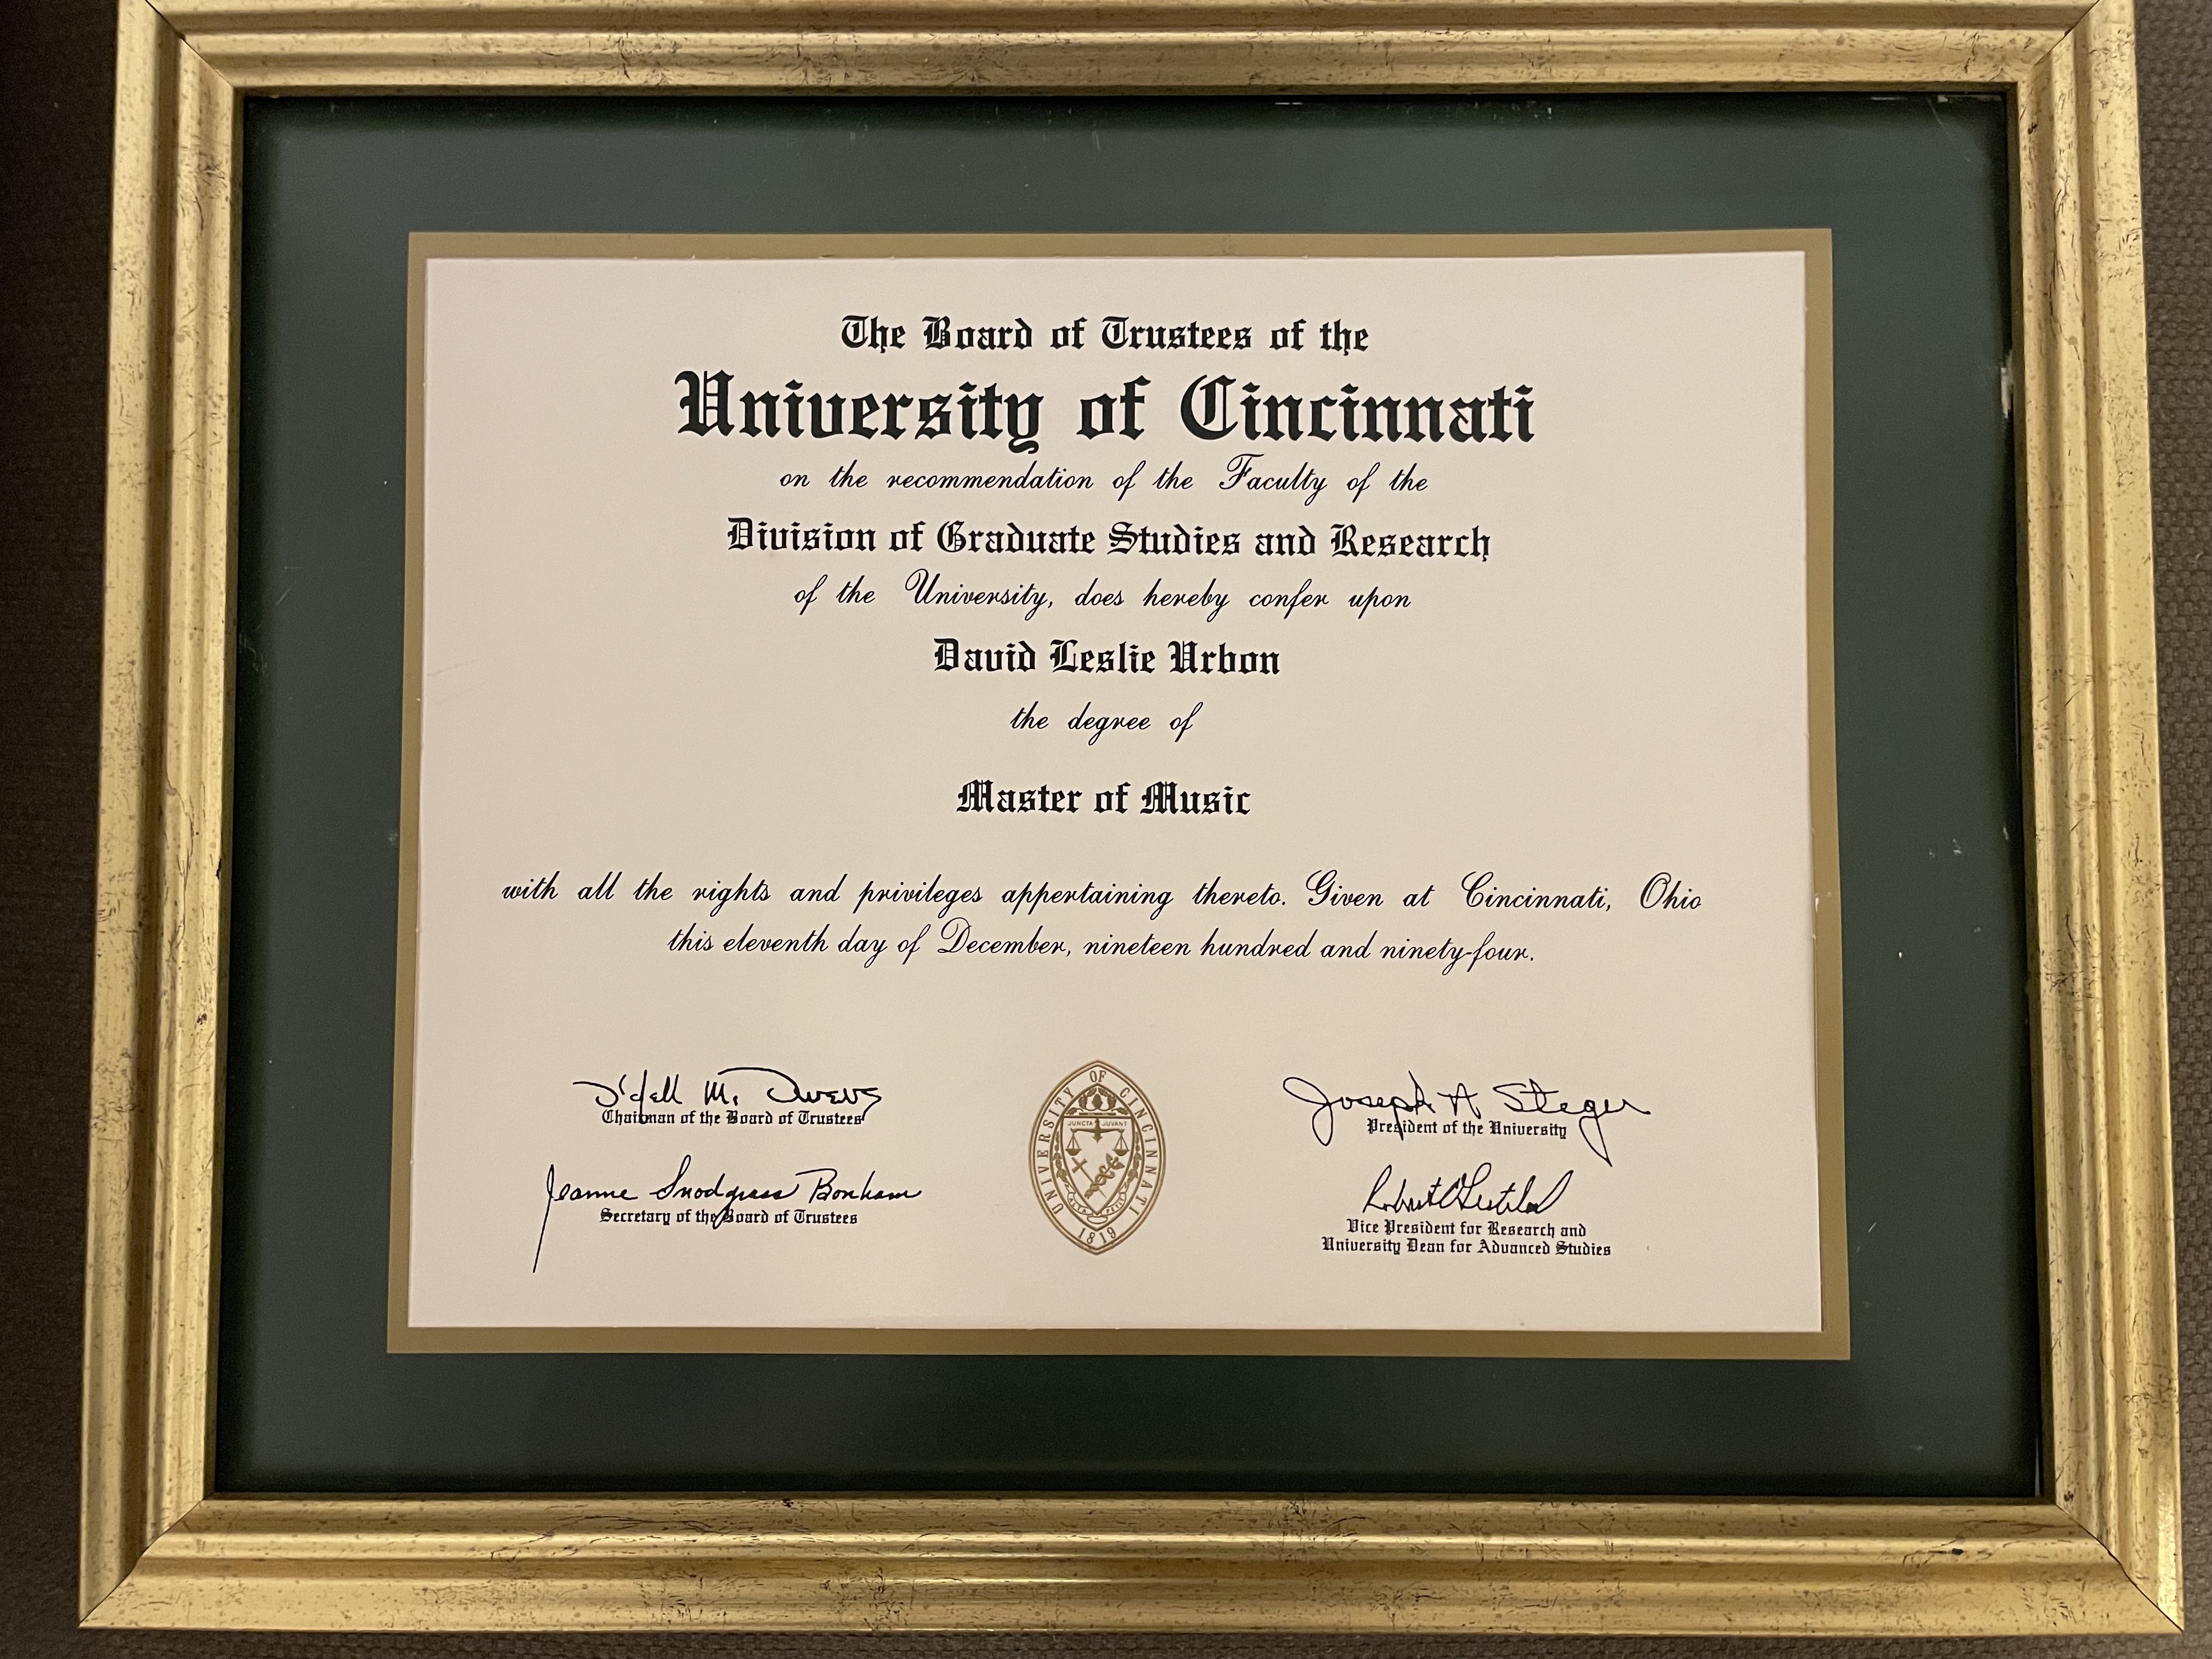 The Board of Trustees of the
University of Cincinnati
on the recommendation of the Faculty of the
Division of Graduate Studies and Research
of the University, does hereby confer upon
David Leslie Urbon
the degree of
Master of Music
with all the rights and privileges appertaining thereto. Given at Cincinnati, Ohio
this eleventh day of December, nineteen hundred and ninety-four.
O'dell M. Owens
Chairman of the Board of Trustees
Jeanne Snodgrass Bonham
Secretary of the Board of Trustees
UNIVERSITY OF CINCINNATI
JUNCTA JUVANT
1819
Joseph A Steger
President of the University
Vice President for Research and
University Dean for Advanced Studies